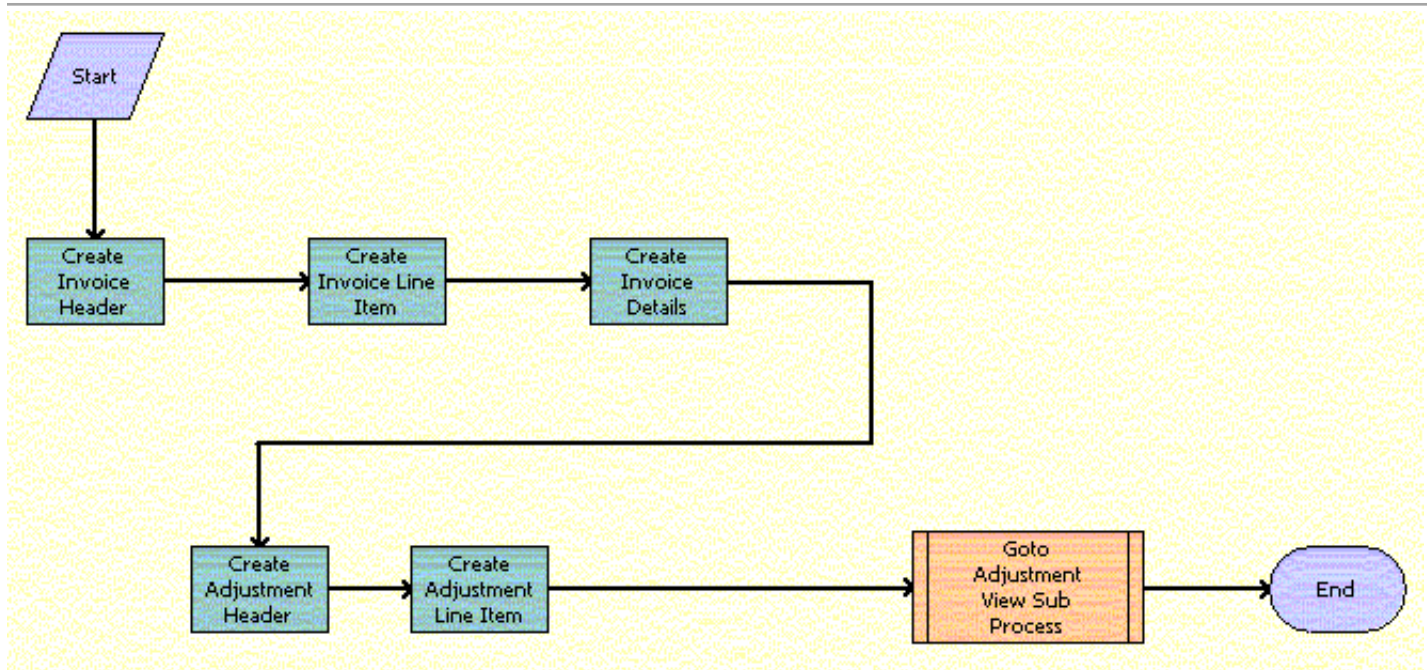 Start
Create
Invoice
Header
Create
Invoice Line
Item
Create
Invoice
Details
Create
Adjustment
Header
Create
Adjustment
Line Item
Goto
Adjustment
View Sub
Process
End